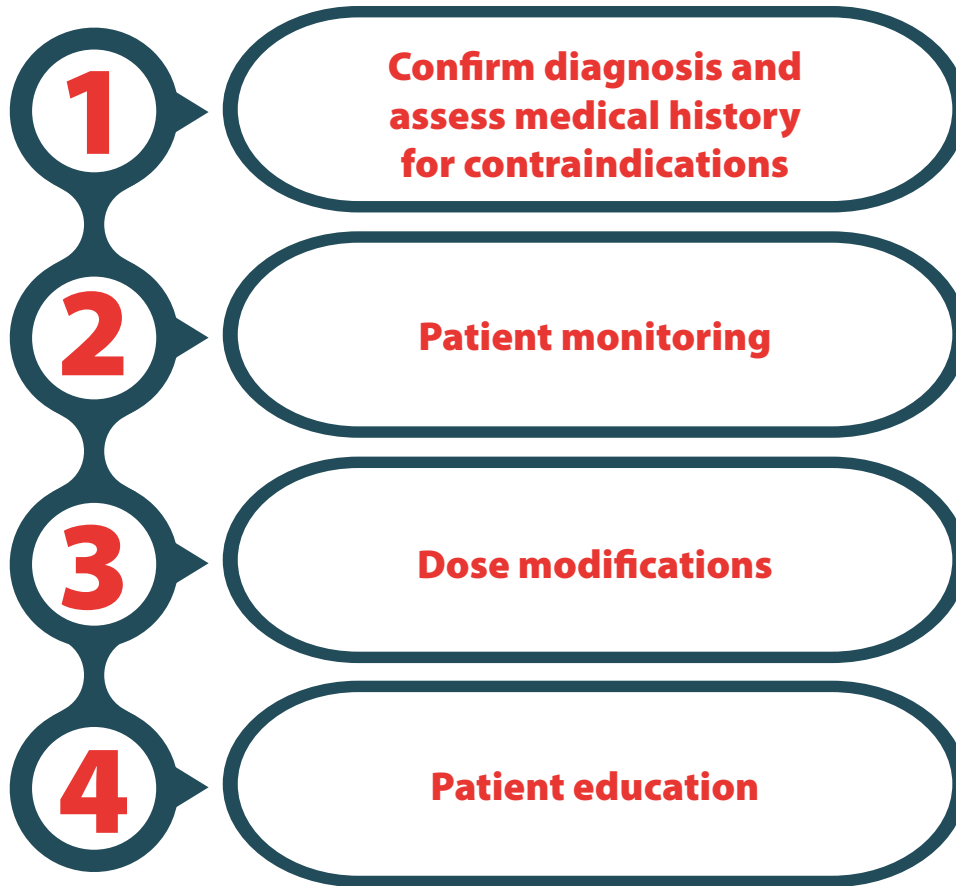 1
Confirm diagnosis and
assess medical history
for contraindications
2
Patient monitoring
3
Dose modifications
4
Patient education